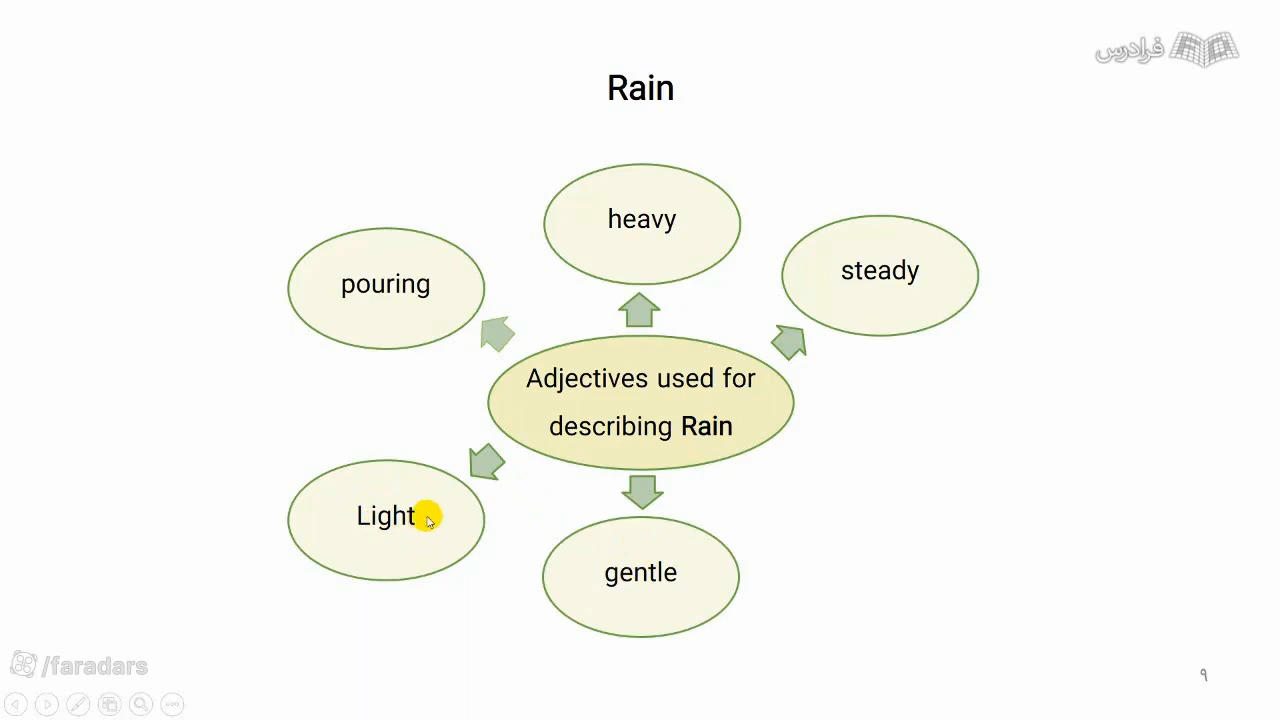 فرادرس
Rain
heavy
steady
pouring
Adjectives used for
describing Rain
Light
gentle
/faradars
۹